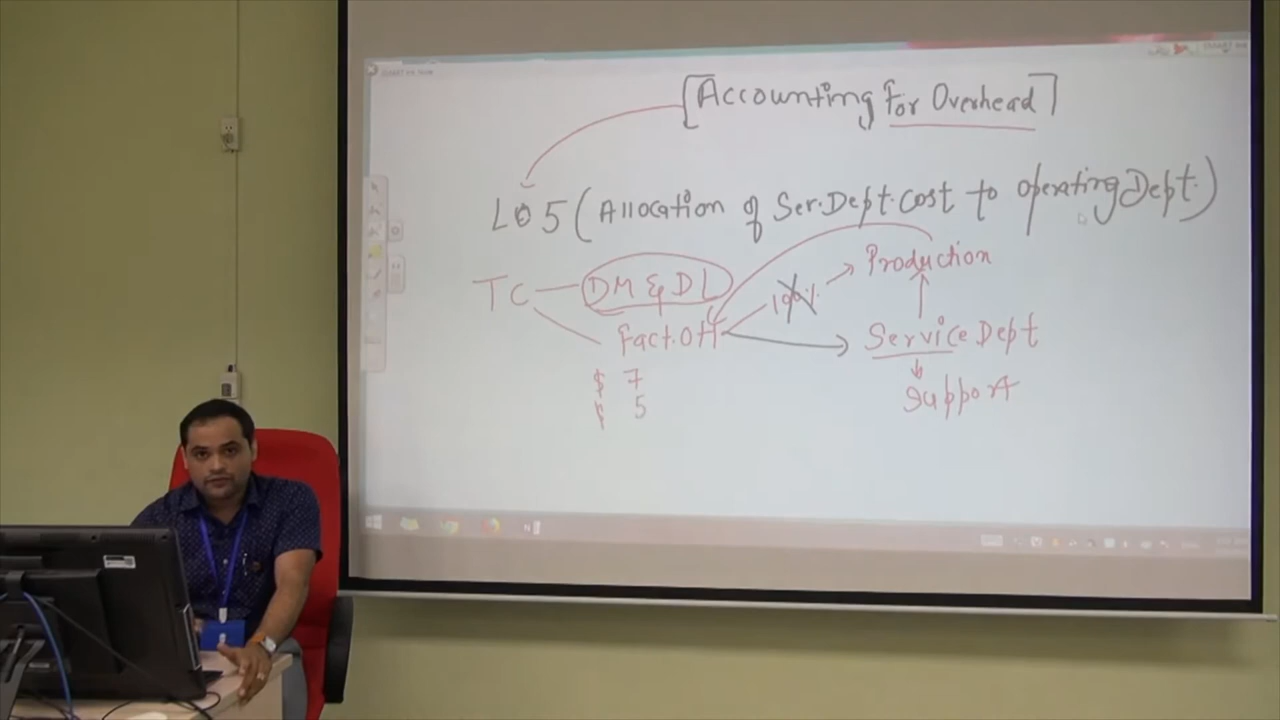 [Accounting For Overhead]
LO5 (Allocation of Ser.Dept.Cost to operating Dept.)
Production
TC DM & DL
100%
Fact.OH
Service Dept
$ 7
$ 5
Support